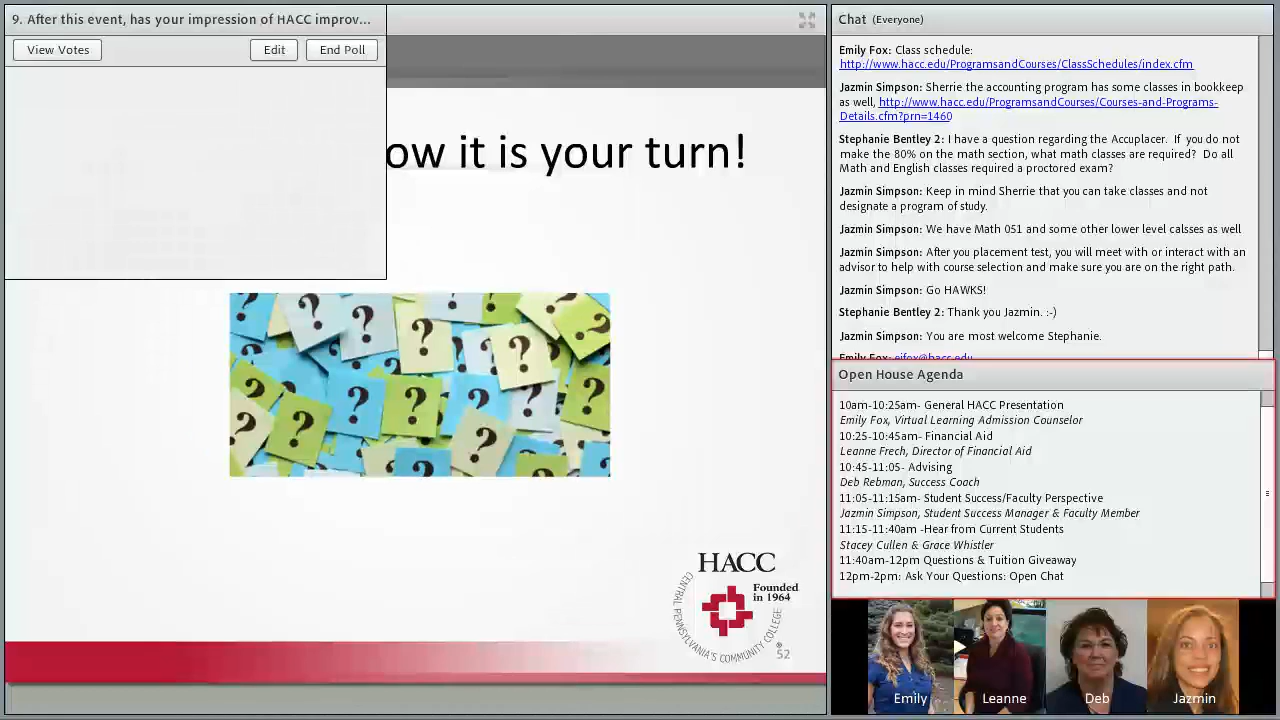 9. After this event, has your impression of HACC improv...
View Votes
Edit
End Poll
ow it is your turn!
HACC
Founded
in 1964
CENTRAL PENNSYLVANIA'S COMMUNITY COLLEGE
52
Chat (Everyone)
Emily Fox: Class schedule:
http://www.hacc.edu/ProgramsandCourses/ClassSchedules/index.cfm
Jazmin Simpson: Sherrie the accounting program has some classes in bookkeep
as well, http://www.hacc.edu/ProgramsandCourses/Courses-and-Programs-
Details.cfm?prn=1460
Stephanie Bentley 2: I have a question regarding the Accuplacer. If you do not
make the 80% on the math section, what math classes are required? Do all
Math and English classes required a proctored exam?
Jazmin Simpson: Keep in mind Sherrie that you can take classes and not
designate a program of study.
Jazmin Simpson: We have Math 051 and some other lower level calsses as well
Jazmin Simpson: After you placement test, you will meet with or interact with an
advisor to help with course selection and make sure you are on the right path.
Jazmin Simpson: Go HAWKS!
Stephanie Bentley 2: Thank you Jazmin. :-)
Jazmin Simpson: You are most welcome Stephanie.
Emily Fox: eifox@hacc.edu
Open House Agenda
10am-10:25am- General HACC Presentation
Emily Fox, Virtual Learning Admission Counselor
10:25-10:45am- Financial Aid
Leanne Frech, Director of Financial Aid
10:45-11:05- Advising
Deb Rebman, Success Coach
11:05-11:15am- Student Success/Faculty Perspective
Jazmin Simpson, Student Success Manager & Faculty Member
11:15-11:40am -Hear from Current Students
Stacey Cullen & Grace Whistler
11:40am-12pm Questions & Tuition Giveaway
12pm-2pm: Ask Your Questions: Open Chat
Emily
Leanne
Deb
Jazmin